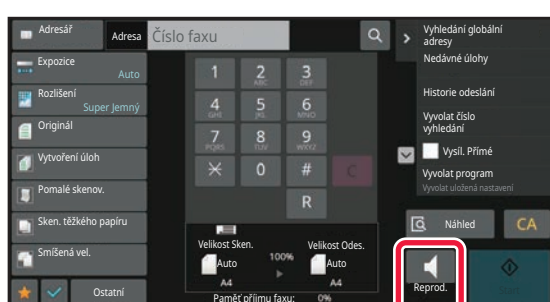 Adresář
Adresa
Číslo faxu
Expozice
Auto
Rozlišení
Super Jemný
Originál
Vytvoření úloh
Pomalé skenov.
Sken. těžkého papíru
Smíšená vel.
Ostatní
1
2
ABC
3
DEF
4
GHI
5
JKL
6
MNO
7
PQRS
8
TUV
9
WXYZ
0
#
C
R
Velikost Sken.
100%
Velikost Odes.
Auto
Auto
A4
A4
Paměť příjmu faxu: 0%
Vyhledání globální
adresy
Nedávné úlohy
Historie odeslání
Vyvolat číslo
vyhledání
Vysíl. Přímé
Vyvolat program
Vyvolat uložená nastavení
Náhled
CA
Reprod.